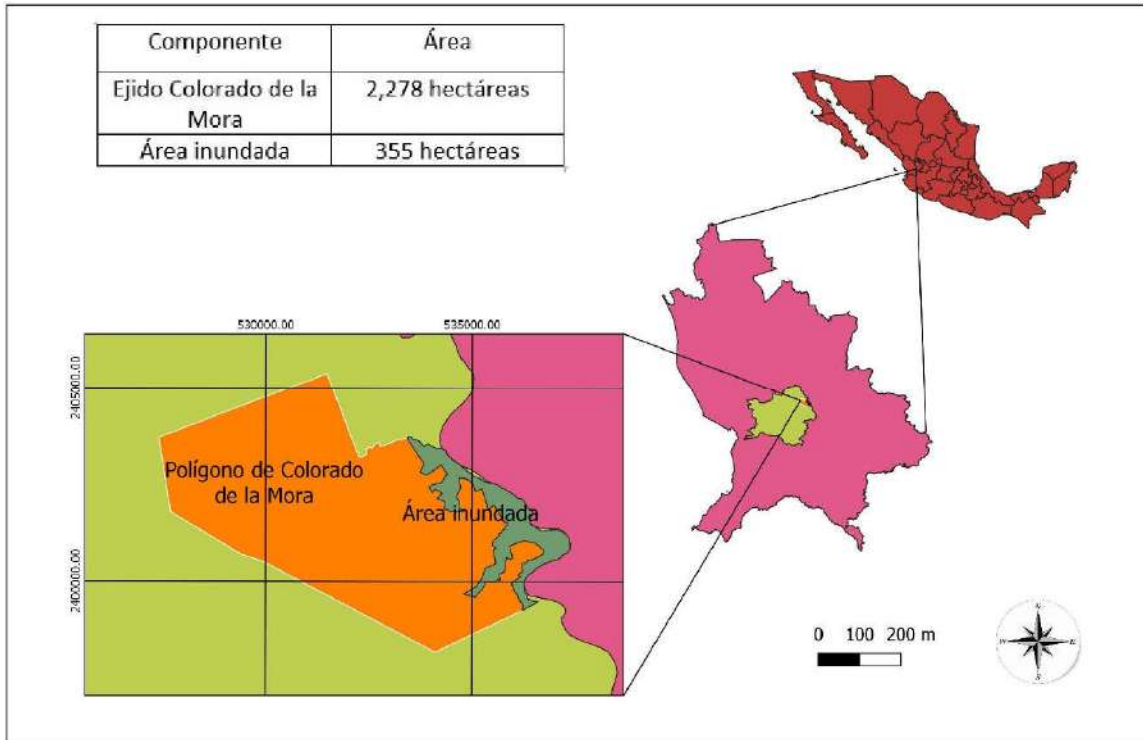 Componente Área
Ejido Colorado de la 2,278 hectáreas
Mora
Área inundada 355 hectáreas
530000.00 535000.00
2405000.00
Polígono de Colorado
de la Mora
Área inundada
2400000.00
0 100 200 m
N
W E
S